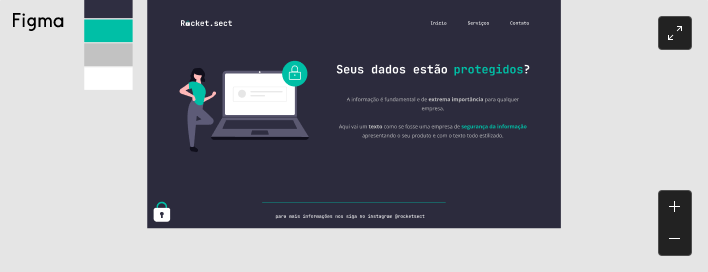 Figma
Rocket.sect
Início
Serviços
Contato
Seus dados estão protegidos?
A informação é fundamental e de extrema importância para qualquer
empresa.
Aqui vai um texto como se fosse uma empresa de segurança da informação
apresentando o seu produto e com o texto todo estilizado.
para mais informações nos siga no instagram @rocketsect